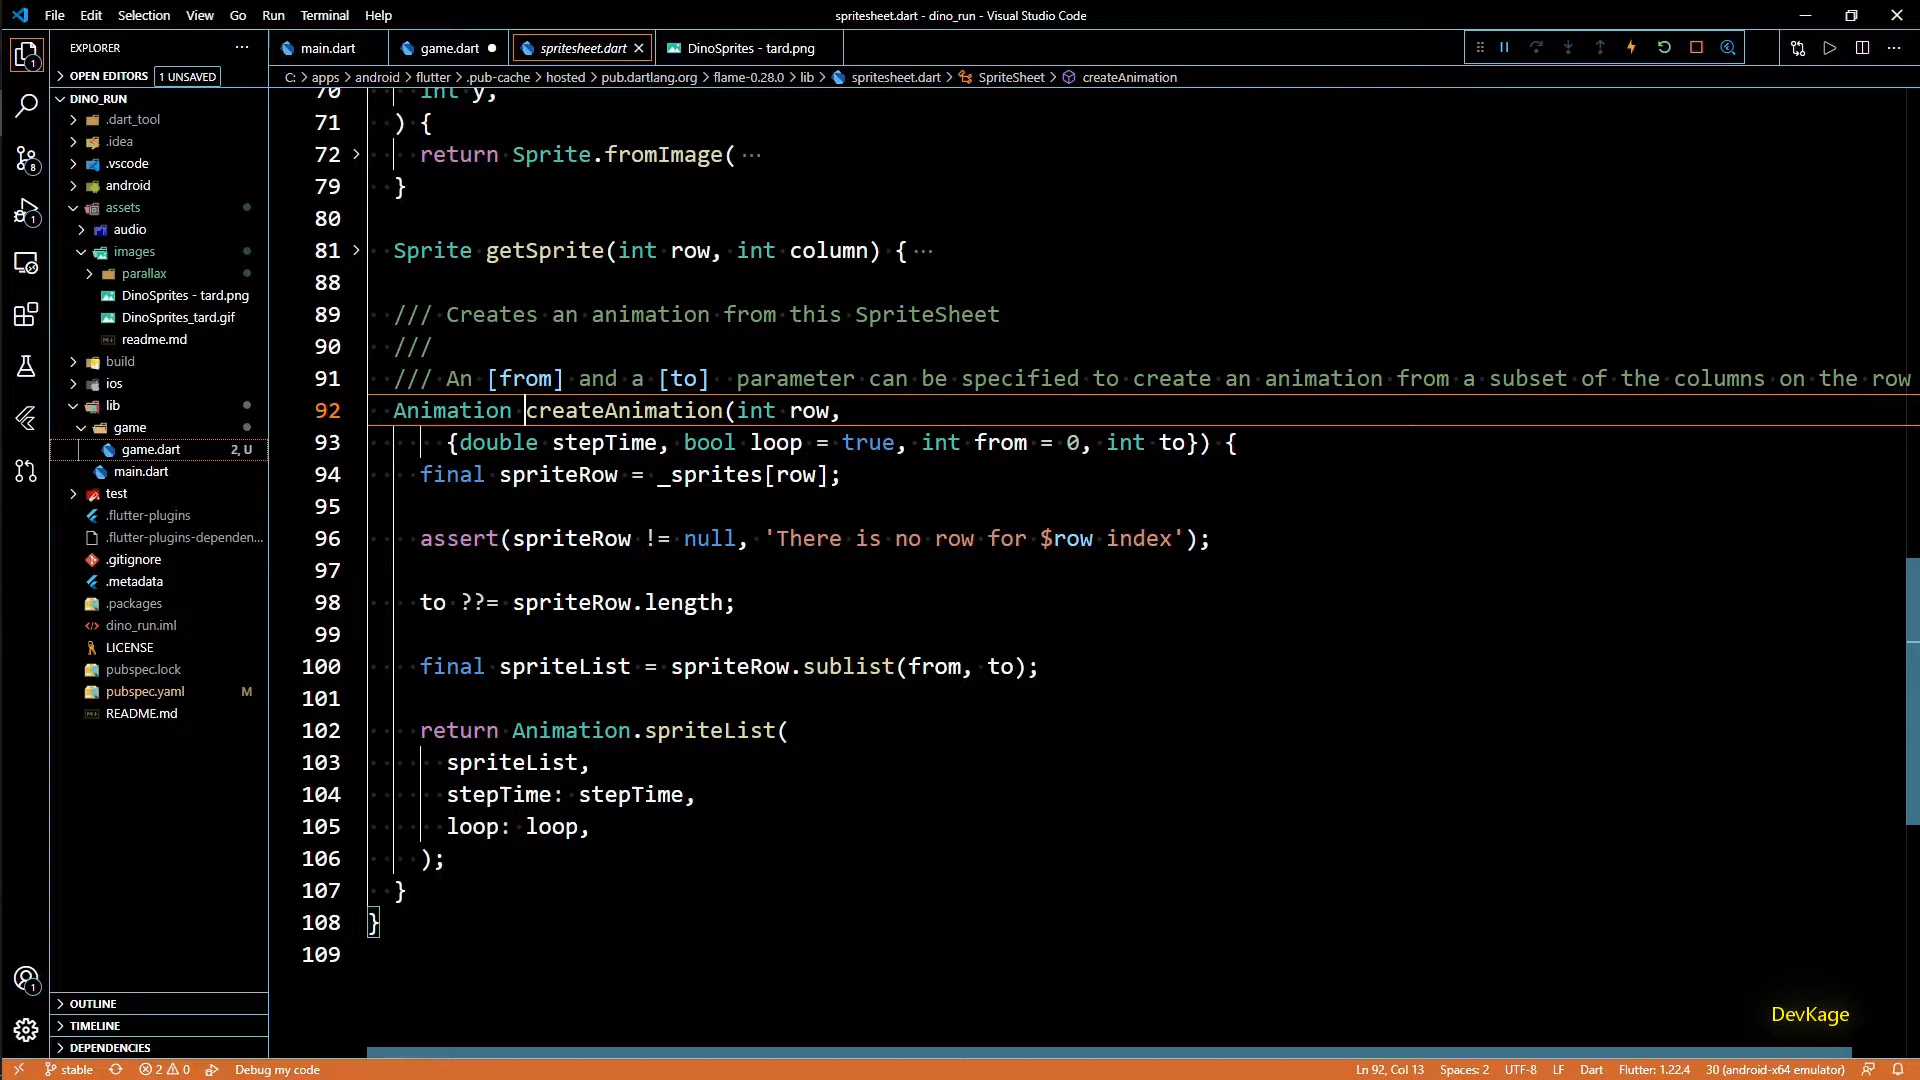 File Edit Selection View Go Run Terminal Help
spritesheet.dart - dino_run - Visual Studio Code
EXPLORER
main.dart
game.dart
spritesheet.dart
DinoSprites - tard.png
OPEN EDITORS 1 UNSAVED
C: > apps > android > flutter > .pub-cache > hosted > pub.dartlang.org > flame-0.28.0 > lib > spritesheet.dart > SpriteSheet > createAnimation
DINO_RUN
.dart_tool
.idea
.vscode
android
assets
audio
images
parallax
DinoSprites - tard.png
DinoSprites_tard.gif
readme.md
build
ios
lib
game
game.dart 2, U
main.dart
test
.flutter-plugins
.flutter-plugins-dependen...
.gitignore
.metadata
.packages
dino_run.iml
LICENSE
pubspec.lock
pubspec.yaml M
README.md
OUTLINE
TIMELINE
DEPENDENCIES
1
8
1
1
70 int y,
71 ) {
72 return Sprite.fromImage( ...
79 }
80
81 Sprite getSprite(int row, int column) { ...
88
89 /// Creates an animation from this SpriteSheet
90 ///
91 /// An [from] and a [to]  parameter can be specified to create an animation from a subset of the columns on the row
92 Animation createAnimation(int row,
93 {double stepTime, bool loop = true, int from = 0, int to}) {
94 final spriteRow = _sprites[row];
95
96 assert(spriteRow != null, 'There is no row for $row index');
97
98 to ??= spriteRow.length;
99
100 final spriteList = spriteRow.sublist(from, to);
101
102 return Animation.spriteList(
103 spriteList,
104 stepTime: stepTime,
105 loop: loop,
106 );
107 }
108 }
109
DevKage
stable 2 0 Debug my code
Ln 92, Col 13 Spaces: 2 UTF-8 LF Dart Flutter: 1.22.4 30 (android-x64 emulator)